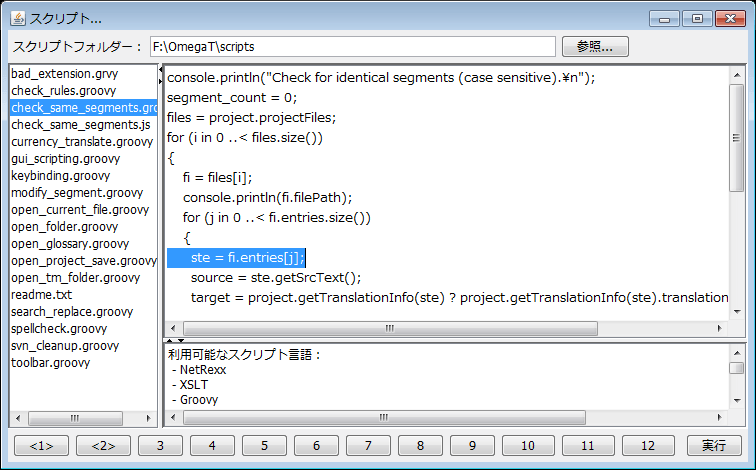 スクリプト...
スクリプトフォルダー： F:\OmegaT\scripts 参照...
bad_extension.grvy
check_rules.groovy
check_same_segments.gro
check_same_segments.js
currency_translate.groovy
gui_scripting.groovy
keybinding.groovy
modify_segment.groovy
open_current_file.groovy
open_folder.groovy
open_glossary.groovy
open_project_save.groovy
open_tm_folder.groovy
readme.txt
search_replace.groovy
spellcheck.groovy
svn_cleanup.groovy
toolbar.groovy
console.println("Check for identical segments (case sensitive).¥n");
segment_count = 0;
files = project.projectFiles;
for (i in 0 ..< files.size())
{
fi = files[i];
console.println(fi.filePath);
for (j in 0 ..< fi.entries.size())
{
ste = fi.entries[j];
source = ste.getSrcText();
target = project.getTranslationInfo(ste) ? project.getTranslationInfo(ste).translation
利用可能なスクリプト言語：
- NetRexx
- XSLT
- Groovy
<1> <2> 3 4 5 6 7 8 9 10 11 12 実行